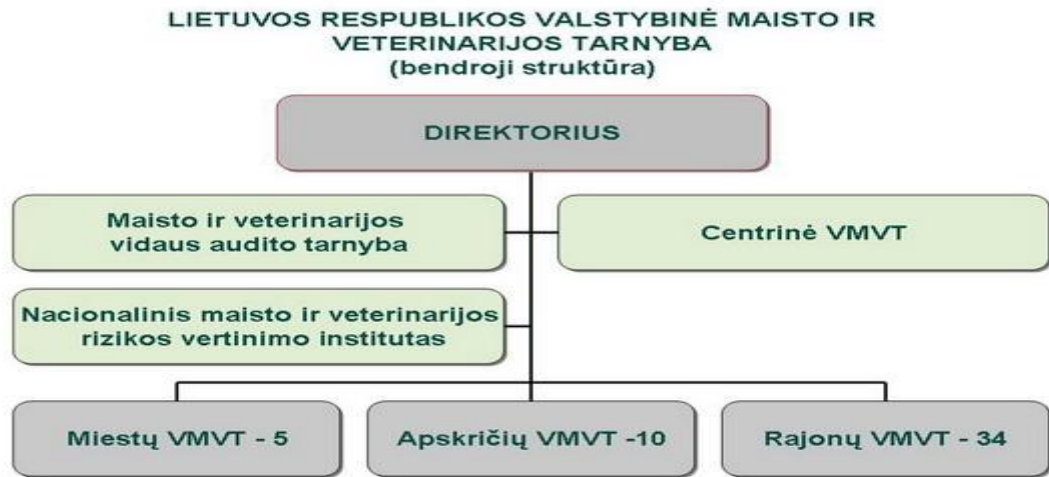 LIETUVOS RESPUBLIKOS VALSTYBINĖ MAISTO IR
VETERINARIJOS TARNYBA
(bendroji struktūra)
DIREKTORIUS
Maisto ir veterinarijos
vidaus audito tarnyba
Centrinė VMVT
Nacionalinis maisto ir veterinarijos
rizikos vertinimo institutas
Miestų VMVT - 5
Apskričių VMVT -10
Rajonų VMVT - 34